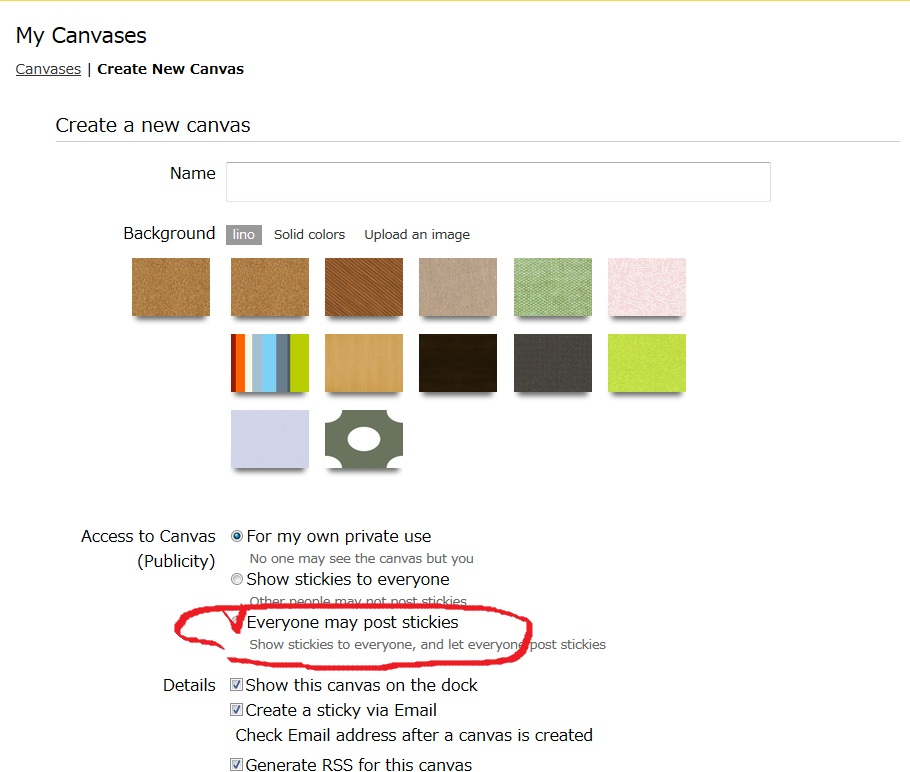 My Canvases
Canvases | Create New Canvas
Create a new canvas
Name
Background lino Solid colors Upload an image
Access to Canvas (Publicity)
For my own private use
No one may see the canvas but you
Show stickies to everyone
Other people may not post stickies
Everyone may post stickies
Show stickies to everyone, and let everyone post stickies
Details
Show this canvas on the dock
Create a sticky via Email
Check Email address after a canvas is created
Generate RSS for this canvas